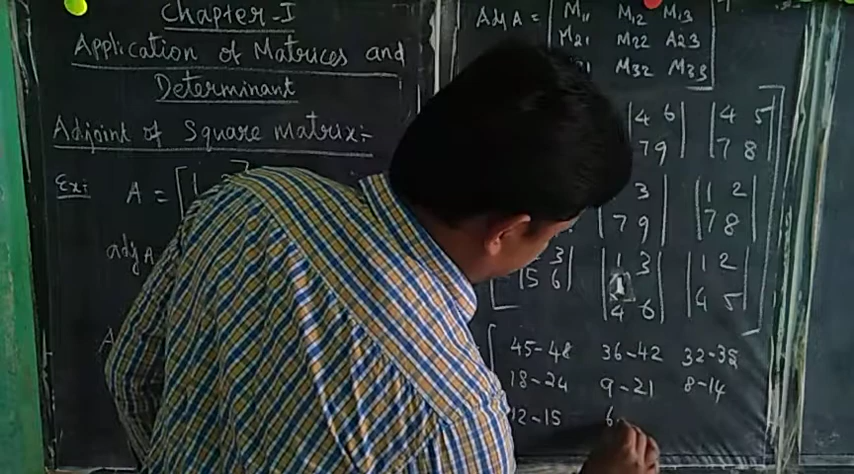 Chapter-I
Application of Matrices and
Determinant
Adjoint of Square matrix:-
Ex: A = [1
adj A
A
Adj A = M11 M12 M13
M21 M22 A23
M32 M33
|4 6| |4 5|
|7 9| |7 8|
3| |1 2|
|7 9| |7 8|
3| |1 3| |1 2|
5 6| |4 6| |4 5|
45-48 36-42 32-35
18-24 9-21 8-14
12-15 6-